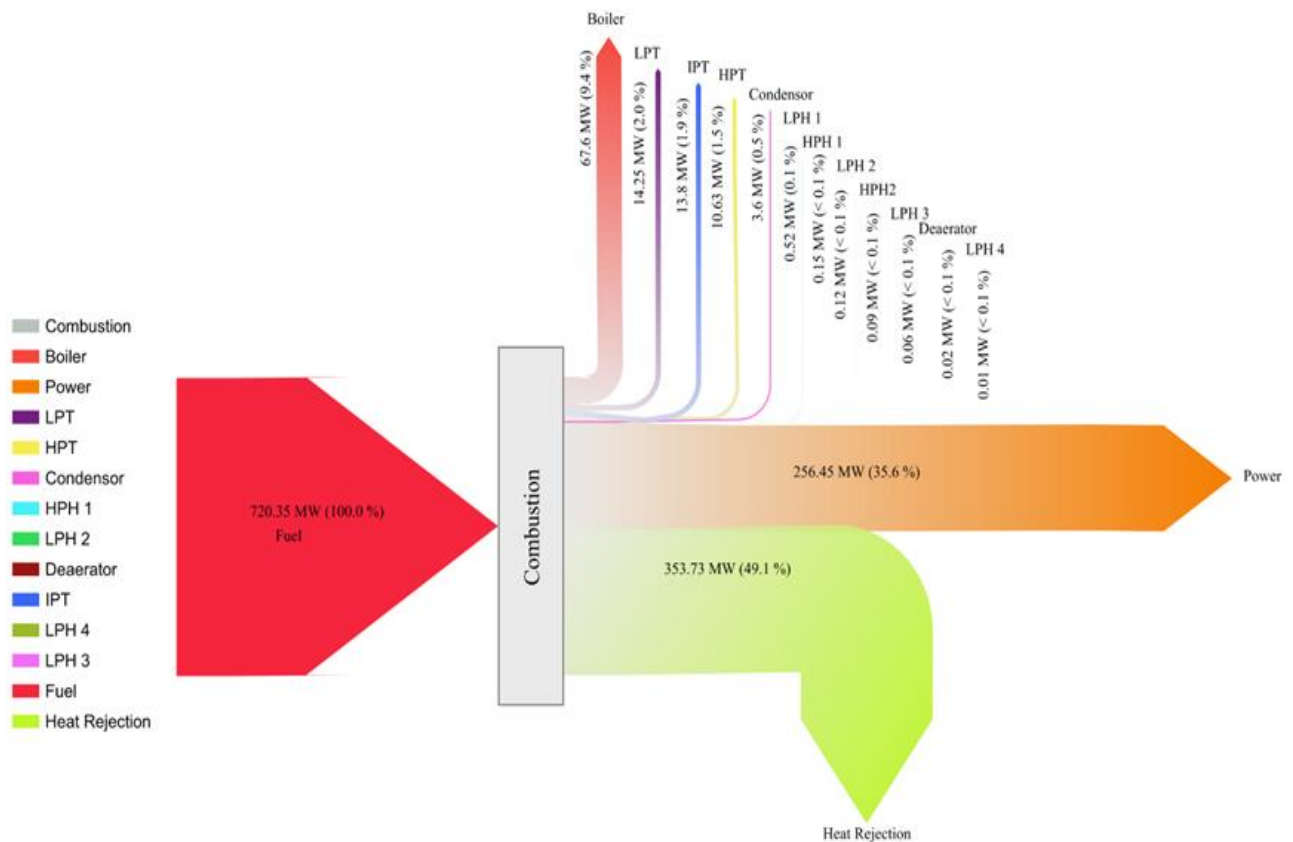 Boiler
67.6 MW (9.4 %)
LPT
14.25 MW (2.0 %)
IPT
13.8 MW (1.9 %)
HPT
10.63 MW (1.5 %)
Condensor
3.6 MW (0.5 %)
LPH 1
0.52 MW (0.1 %)
HPH 1
0.15 MW (< 0.1 %)
LPH 2
0.12 MW (< 0.1 %)
HPH2
0.09 MW (< 0.1 %)
LPH 3
0.06 MW (< 0.1 %)
Deaerator
0.02 MW (< 0.1 %)
LPH 4
0.01 MW (< 0.1 %)
Combustion
Boiler
Power
LPT
HPT
Condensor
HPH 1
LPH 2
Deaerator
IPT
LPH 4
LPH 3
Fuel
Heat Rejection
720.35 MW (100.0 %)
Fuel
Combustion
256.45 MW (35.6 %)
Power
353.73 MW (49.1 %)
Heat Rejection